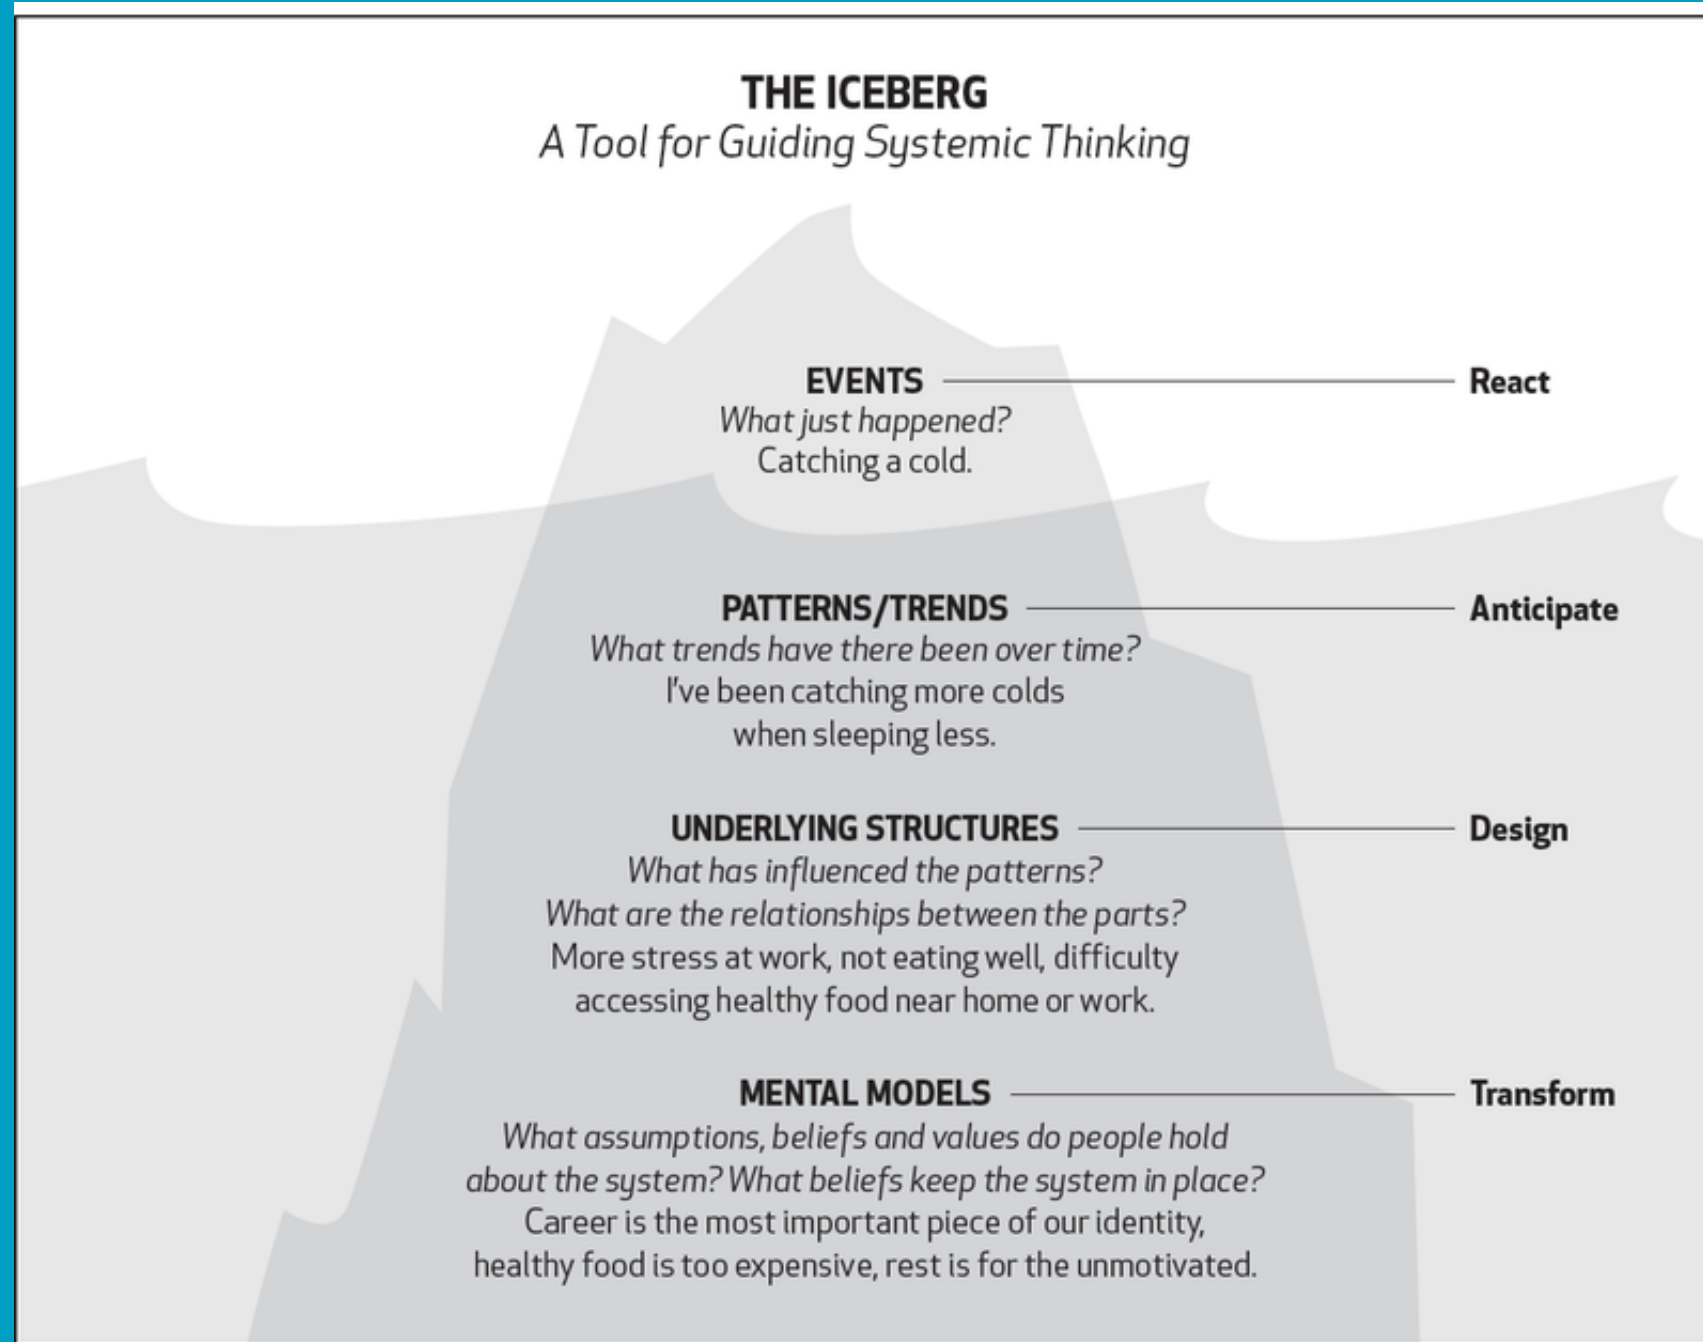 THE ICEBERG
A Tool for Guiding Systemic Thinking
EVENTS
React
What just happened?
Catching a cold.
PATTERNS/TRENDS
Anticipate
What trends have there been over time?
I've been catching more colds
when sleeping less.
UNDERLYING STRUCTURES
Design
What has influenced the patterns?
What are the relationships between the parts?
More stress at work, not eating well, difficulty
accessing healthy food near home or work.
MENTAL MODELS
Transform
What assumptions, beliefs and values do people hold
about the system? What beliefs keep the system in place?
Career is the most important piece of our identity,
healthy food is too expensive, rest is for the unmotivated.